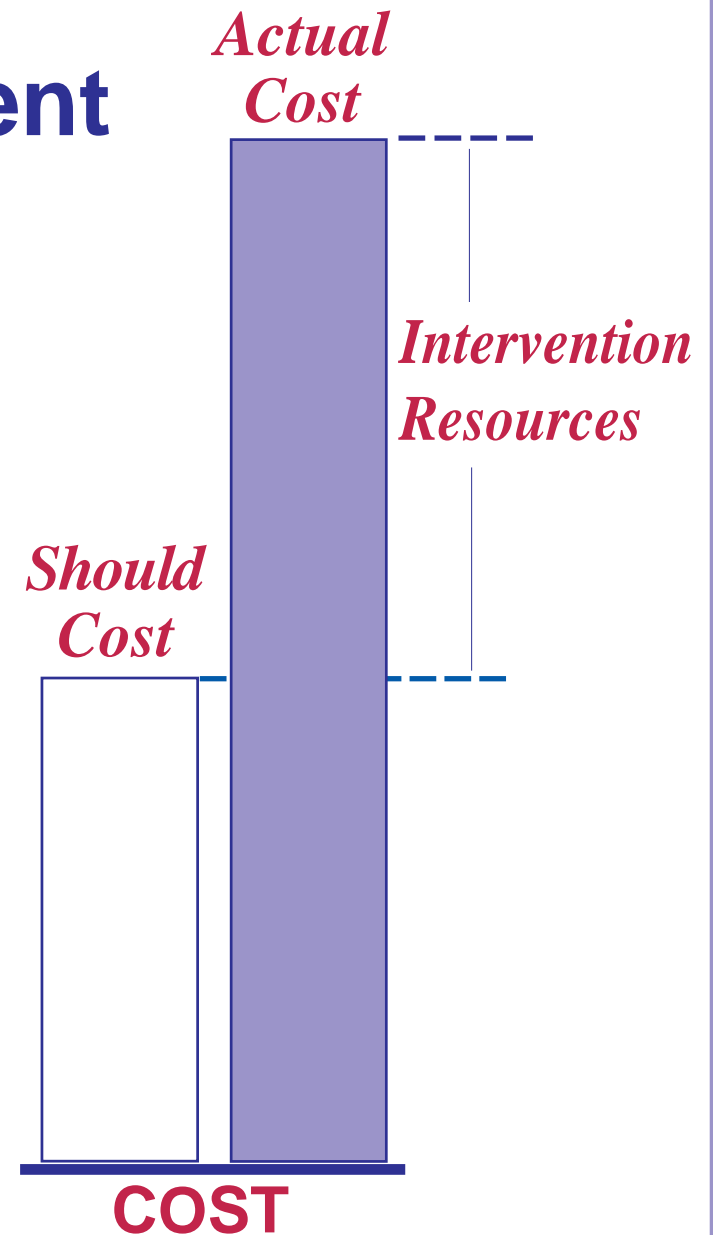 ent
Actual
Cost
Intervention
Resources
Should
Cost
COST